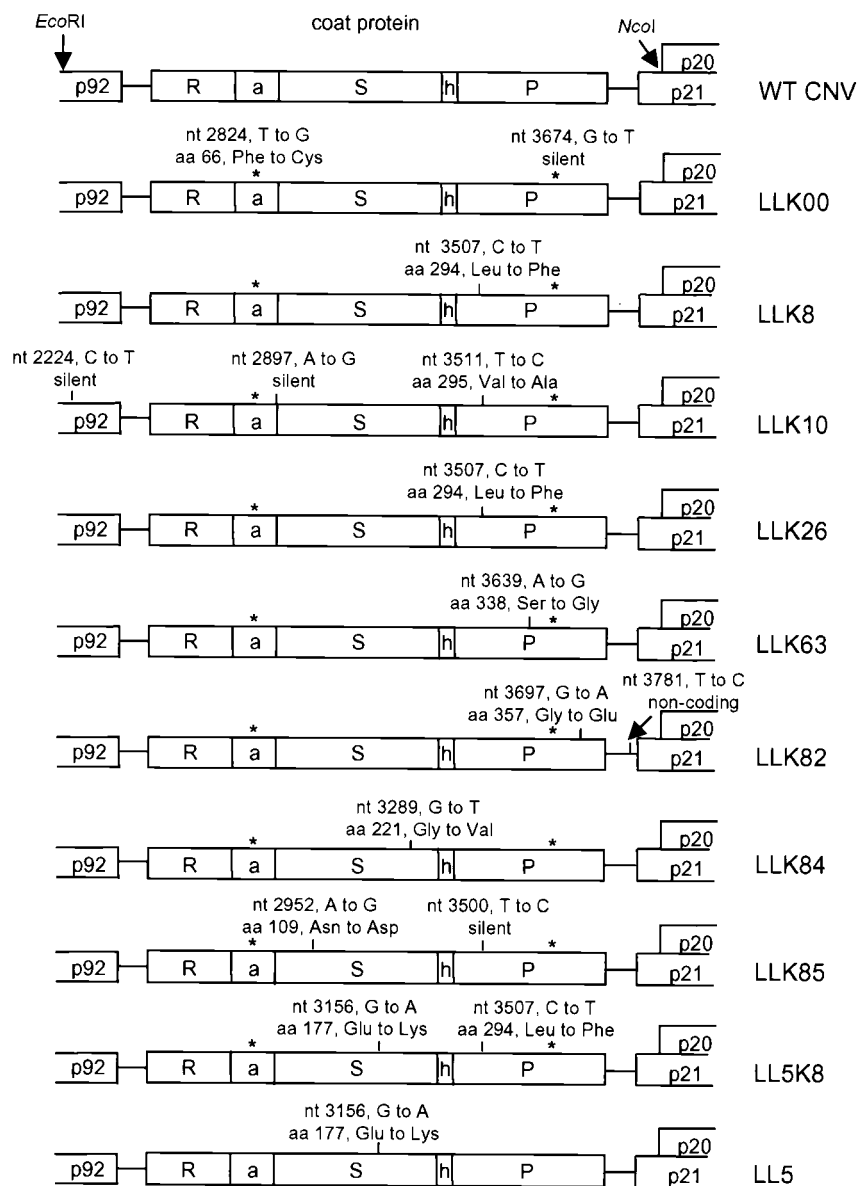 EcoRI coat protein NcoI
p20
p92 R a S h P p21 WT CNV
nt 2824, T to G nt 3674, G to T
aa 66, Phe to Cys silent
* *
p20
p92 R a S h P p21 LLK00
nt 3507, C to T
aa 294, Leu to Phe
* *
p20
p92 R a S h P p21 LLK8
nt 2224, C to T nt 2897, A to G nt 3511, T to C
silent silent aa 295, Val to Ala
* *
p20
p92 R a S h P p21 LLK10
nt 3507, C to T
aa 294, Leu to Phe
* *
p20
p92 R a S h P p21 LLK26
nt 3639, A to G
aa 338, Ser to Gly
* *
p20
p92 R a S h P p21 LLK63
nt 3697, G to A nt 3781, T to C
aa 357, Gly to Glu non-coding
* *
p20
p92 R a S h P p21 LLK82
nt 3289, G to T
aa 221, Gly to Val
* *
p20
p92 R a S h P p21 LLK84
nt 2952, A to G nt 3500, T to C
aa 109, Asn to Asp silent
* *
p20
p92 R a S h P p21 LLK85
nt 3156, G to A nt 3507, C to T
aa 177, Glu to Lys aa 294, Leu to Phe
* *
p20
p92 R a S h P p21 LL5K8
nt 3156, G to A
aa 177, Glu to Lys
p20
p92 R a S h P p21 LL5